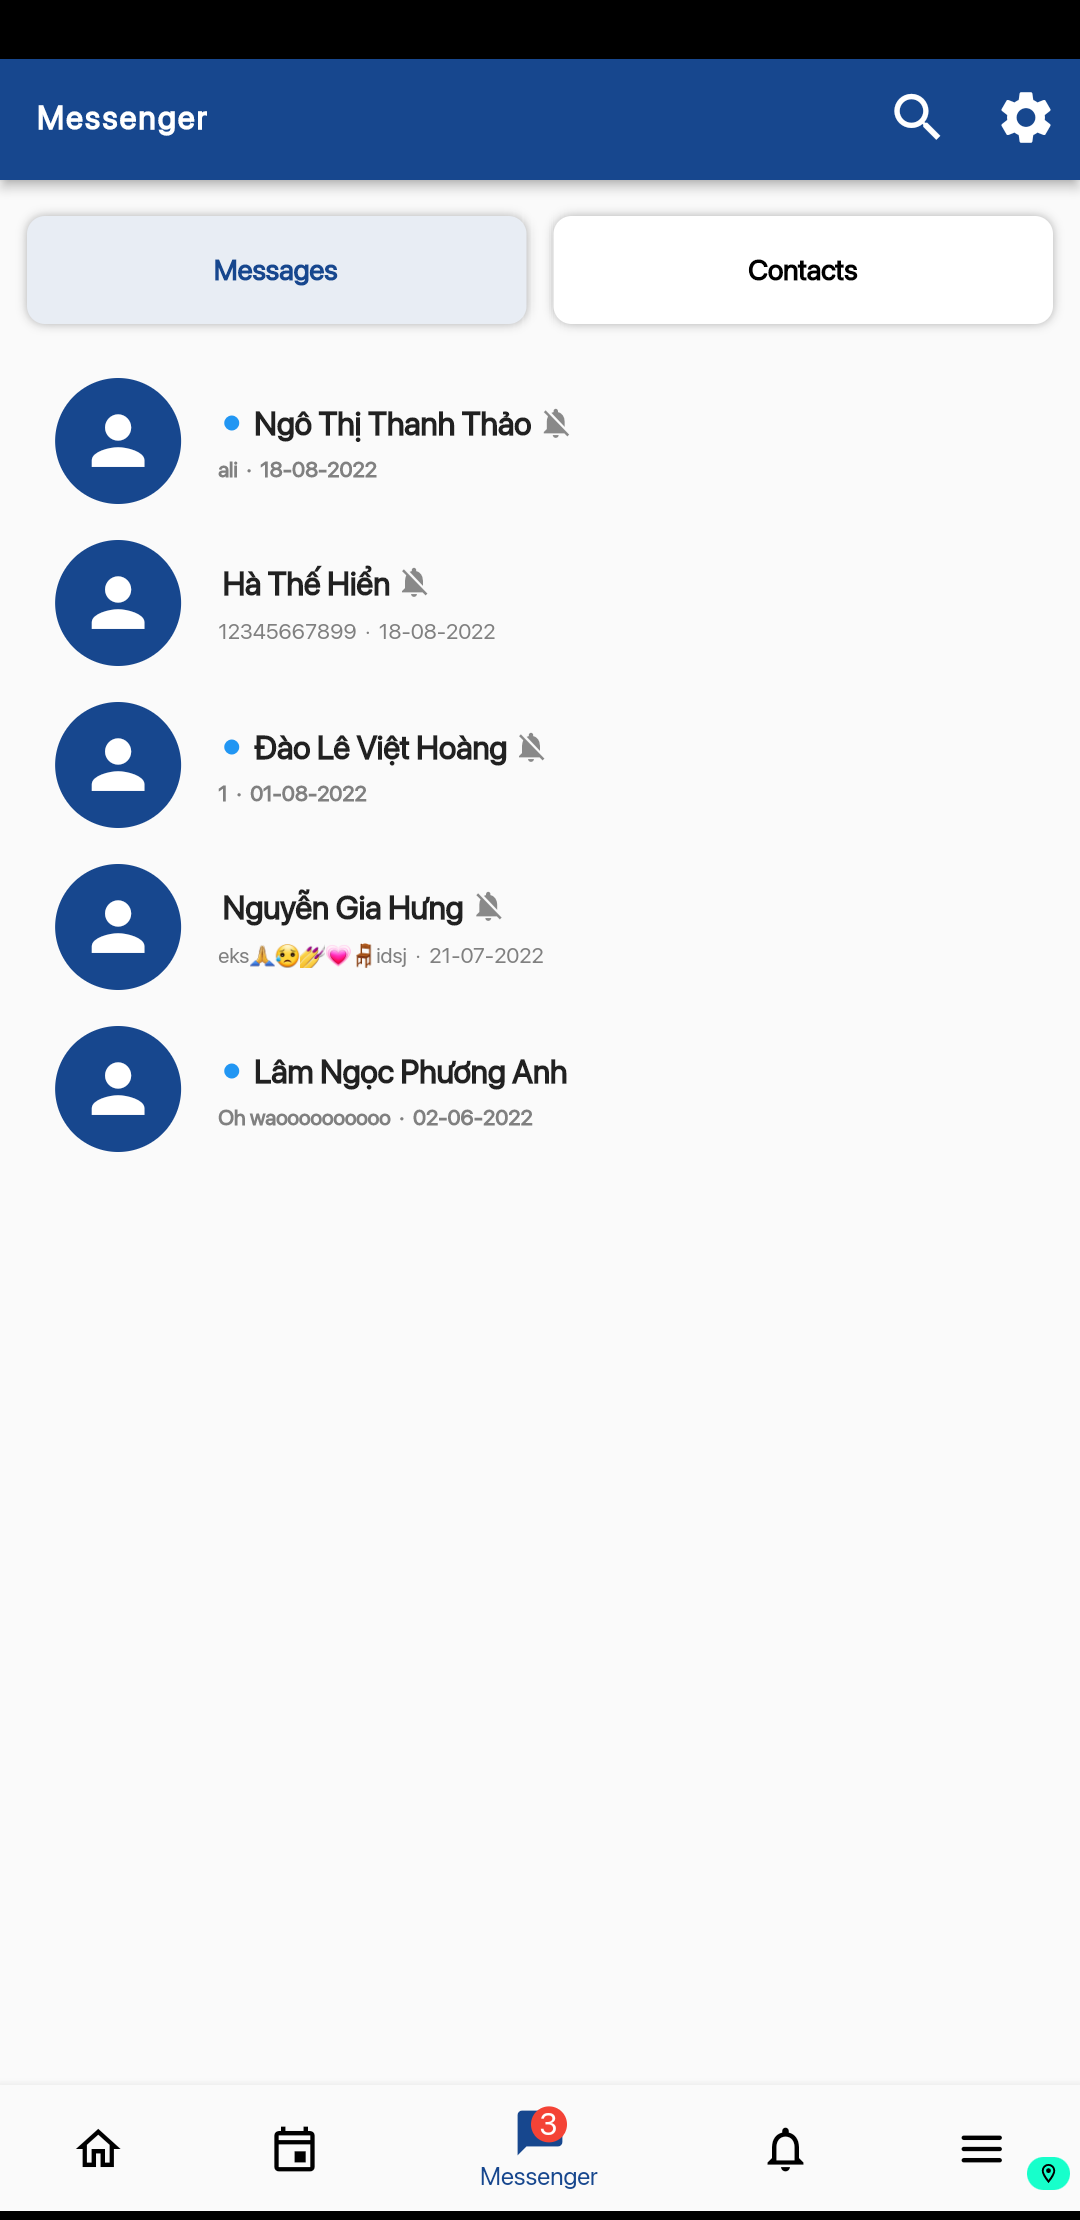 Messenger
Messages
Contacts
Ngô Thị Thanh Thảo
ali · 18-08-2022
Hà Thế Hiển
12345667899 · 18-08-2022
Đào Lê Việt Hoàng
1 · 01-08-2022
Nguyễn Gia Hưng
eks🙏😥💅💗🪑idsj · 21-07-2022
Lâm Ngọc Phương Anh
Oh waoooooooooo · 02-06-2022
3
Messenger